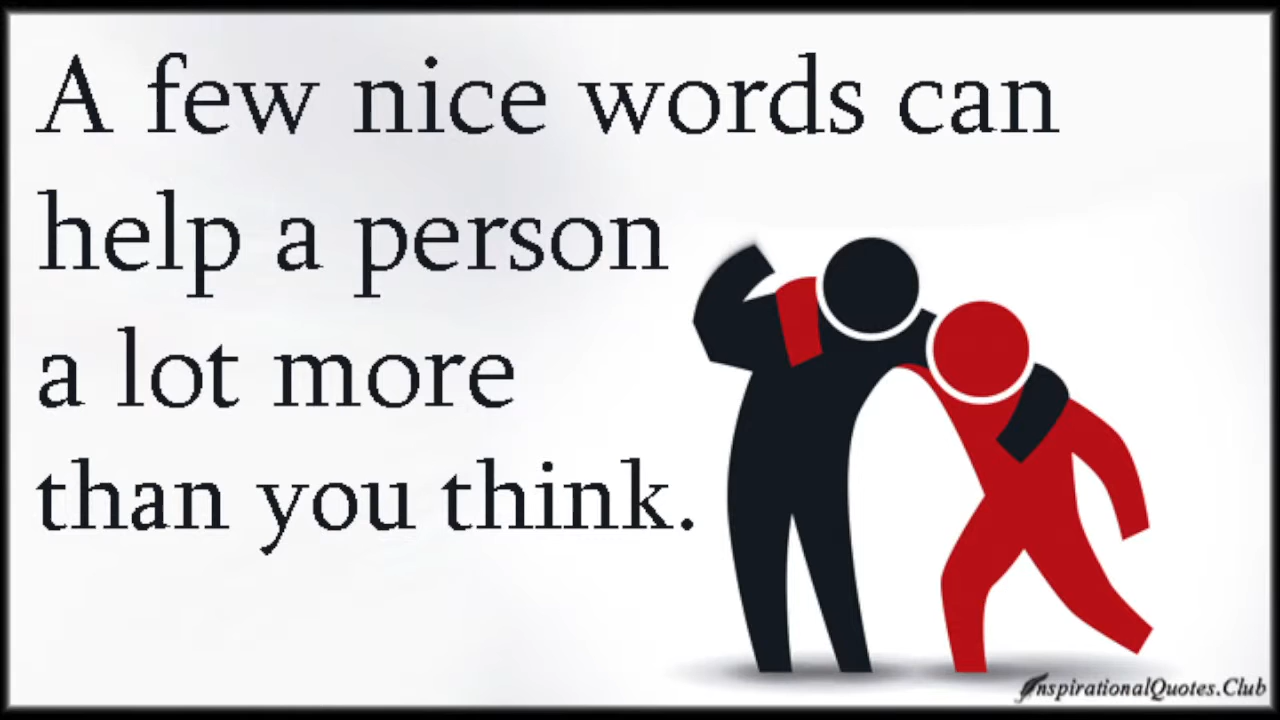 A few nice words can
help a person
a lot more
than you think.
InspirationalQuotes.Club